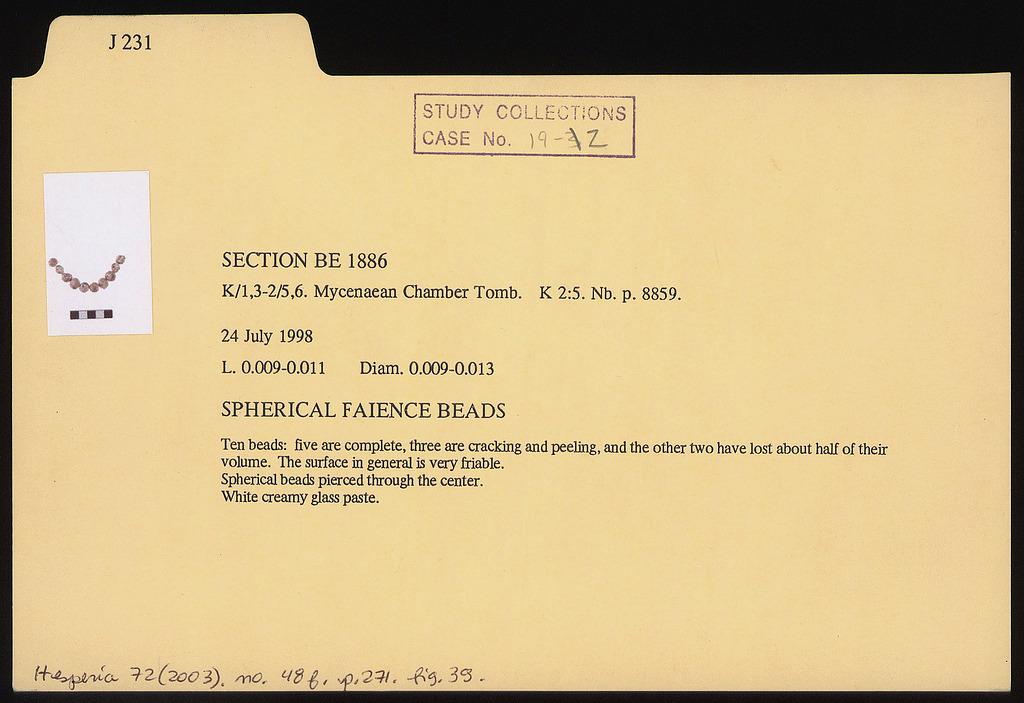 J 231
STUDY COLLECTIONS
CASE No. 19-2
SECTION BE 1886
K/1,3-2/5,6. Mycenaean Chamber Tomb. K 2:5. Nb. p. 8859.
24 July 1998
L. 0.009-0.011 Diam. 0.009-0.013
SPHERICAL FAIENCE BEADS
Ten beads: five are complete, three are cracking and peeling, and the other two have lost about half of their
volume. The surface in general is very friable.
Spherical beads pierced through the center.
White creamy glass paste.
Hesperia 72 (2003). no. 48f. p.271. fig. 39.